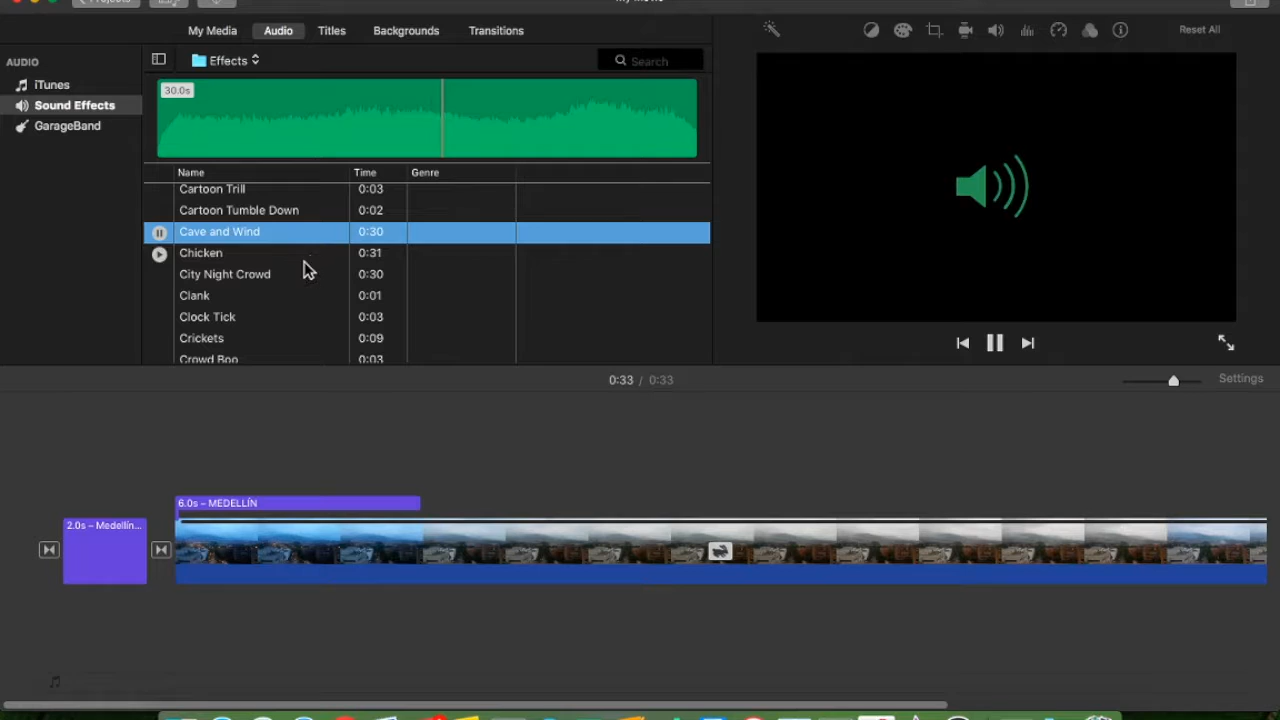 Projects
My Movie
My Media Audio Titles Backgrounds Transitions
Reset All
AUDIO
iTunes
Sound Effects
GarageBand
Effects
Search
30.0s
Name Time Genre
Cartoon Trill 0:03
Cartoon Tumble Down 0:02
Cave and Wind 0:30
Chicken 0:31
City Night Crowd 0:30
Clank 0:01
Clock Tick 0:03
Crickets 0:09
Crowd Boo 0:03
0:33 / 0:33
Settings
6.0s – MEDELLÍN
2.0s – Medellín...